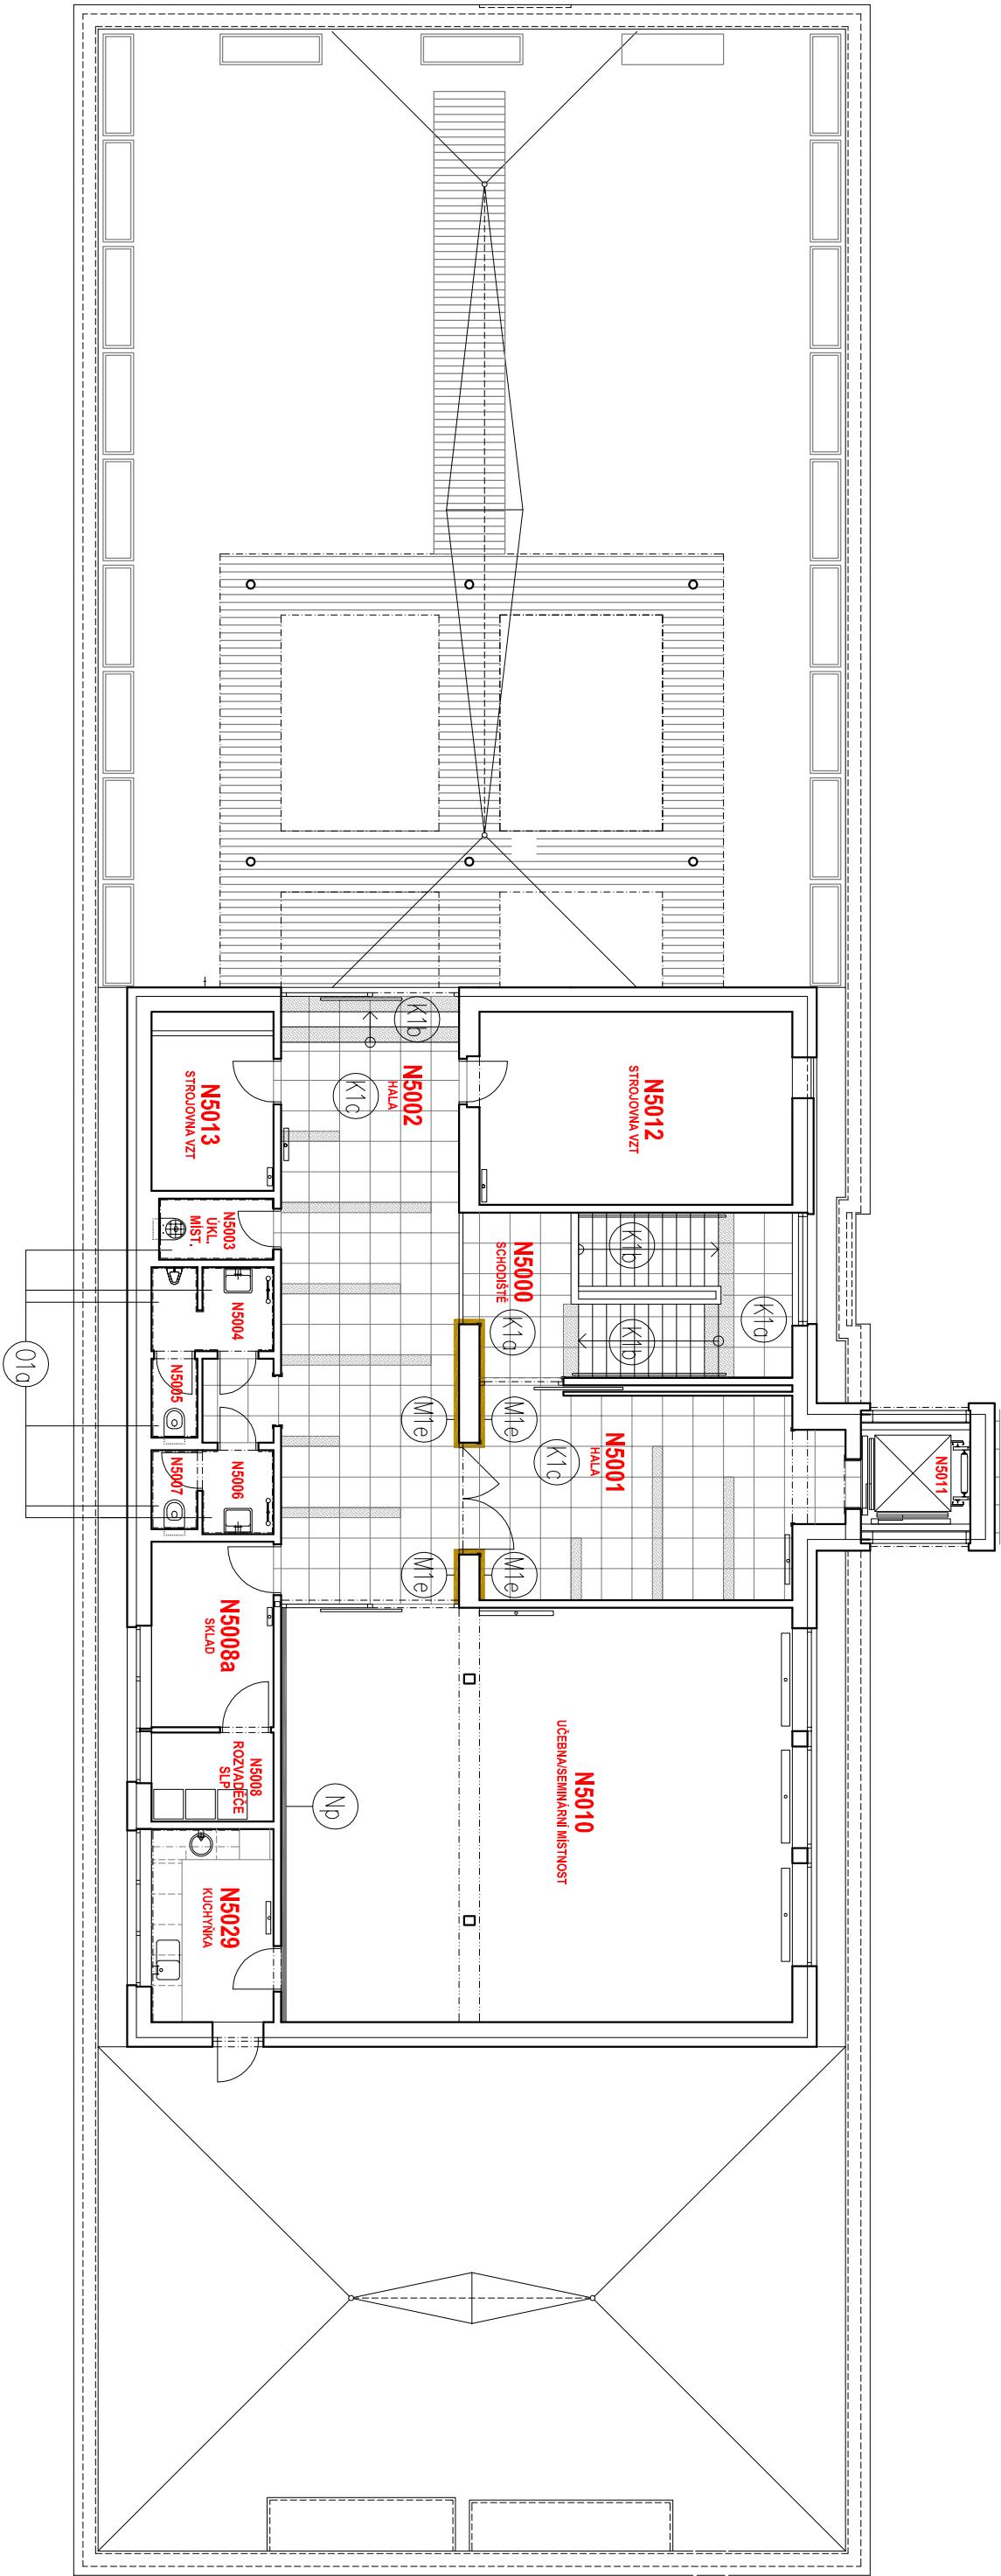 K1b
N5002
HALA
K1c
N5012
STROJOVNA VZT
N5013
STROJOVNA VZT
N5003
ÚKL.
MÍST.
N5000
SCHODIŠTĚ
K1b
K1b
K1a
K1a
N5004
N5005
N5006
N5007
01a
M1e
M1e
N5001
HALA
K1c
N5011
M1e
M1e
N5008a
SKLAD
N5008
ROZVADĚČE
SLP
N5010
UČEBNA/SEMINÁRNÍ MÍSTNOST
Np
N5029
KUCHYŇKA